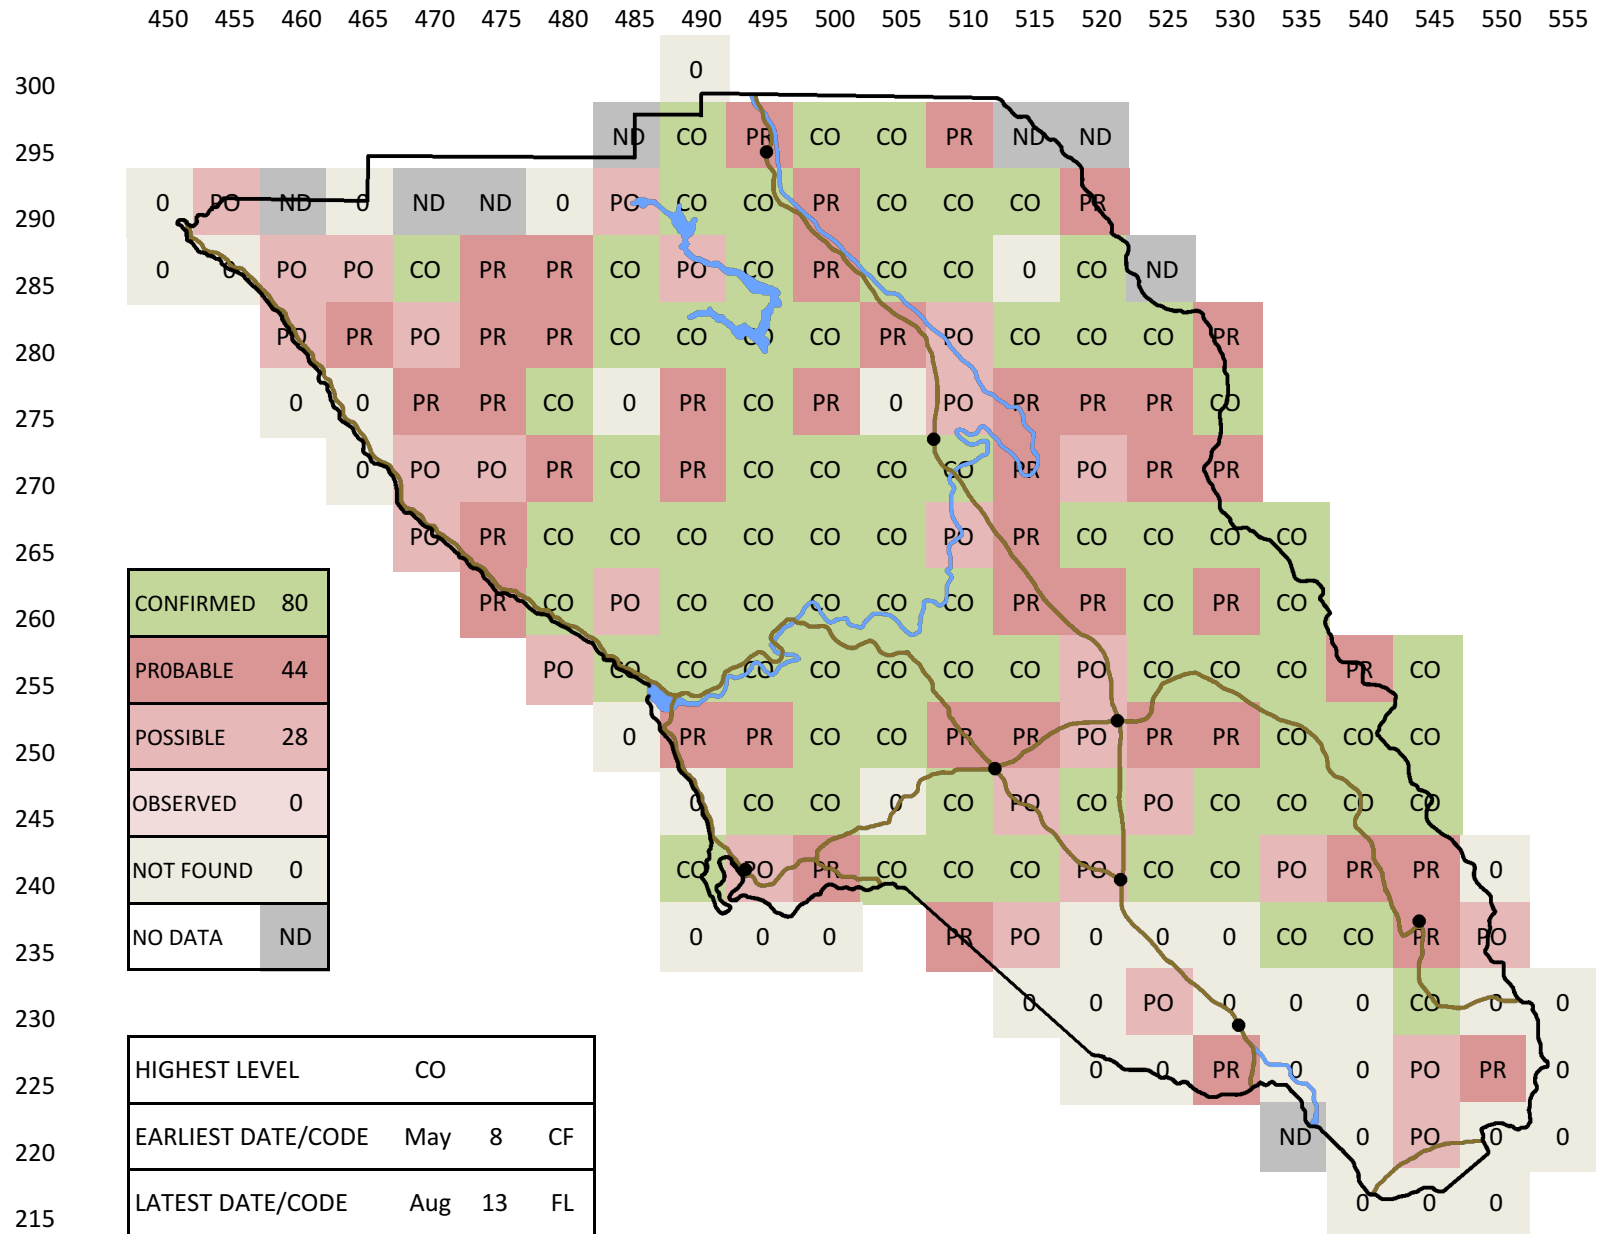 450 455 460 465 470 475 480 485 490 495 500 505 510 515 520 525 530 535 540 545 550 555
0
300
ND CO PR CO CO PR ND ND
295
0 PO ND 0 ND ND 0 PO CO CO PR CO CO CO PR
290
0 0 PO PO CO PR PR CO PO CO PR CO CO 0 CO ND
285
PO PR PO PR PR CO CO CO CO PR PO CO CO CO PR
280
0 0 PR PR CO 0 PR CO PR 0 PO PR PR PR CO
275
0 PO PO PR CO PR CO CO CO CO PR PO PR PR
270
PO PR CO CO CO CO CO CO PO PR CO CO CO CO
265
CONFIRMED 80 PR CO PO CO CO CO CO CO PR PR CO PR CO
260
PR0BABLE 44 PO CO CO CO CO CO CO CO PO CO CO CO PR CO
255
POSSIBLE 28 0 PR PR CO CO PR PR PO PR PR CO CO CO
250
OBSERVED 0 0 CO CO 0 CO PO CO PO CO CO CO CO
245
NOT FOUND 0 CO PO PR CO CO CO PO CO CO PO PR PR 0
240
NO DATA ND 0 0 0 PR PO 0 0 0 CO CO PR PO
235
0 0 PO 0 0 0 CO 0 0
230
HIGHEST LEVEL CO 0 0 PR 0 0 PO PR 0
225
EARLIEST DATE/CODE May 8 CF ND 0 PO 0 0
220
LATEST DATE/CODE Aug 13 FL 0 0 0
215